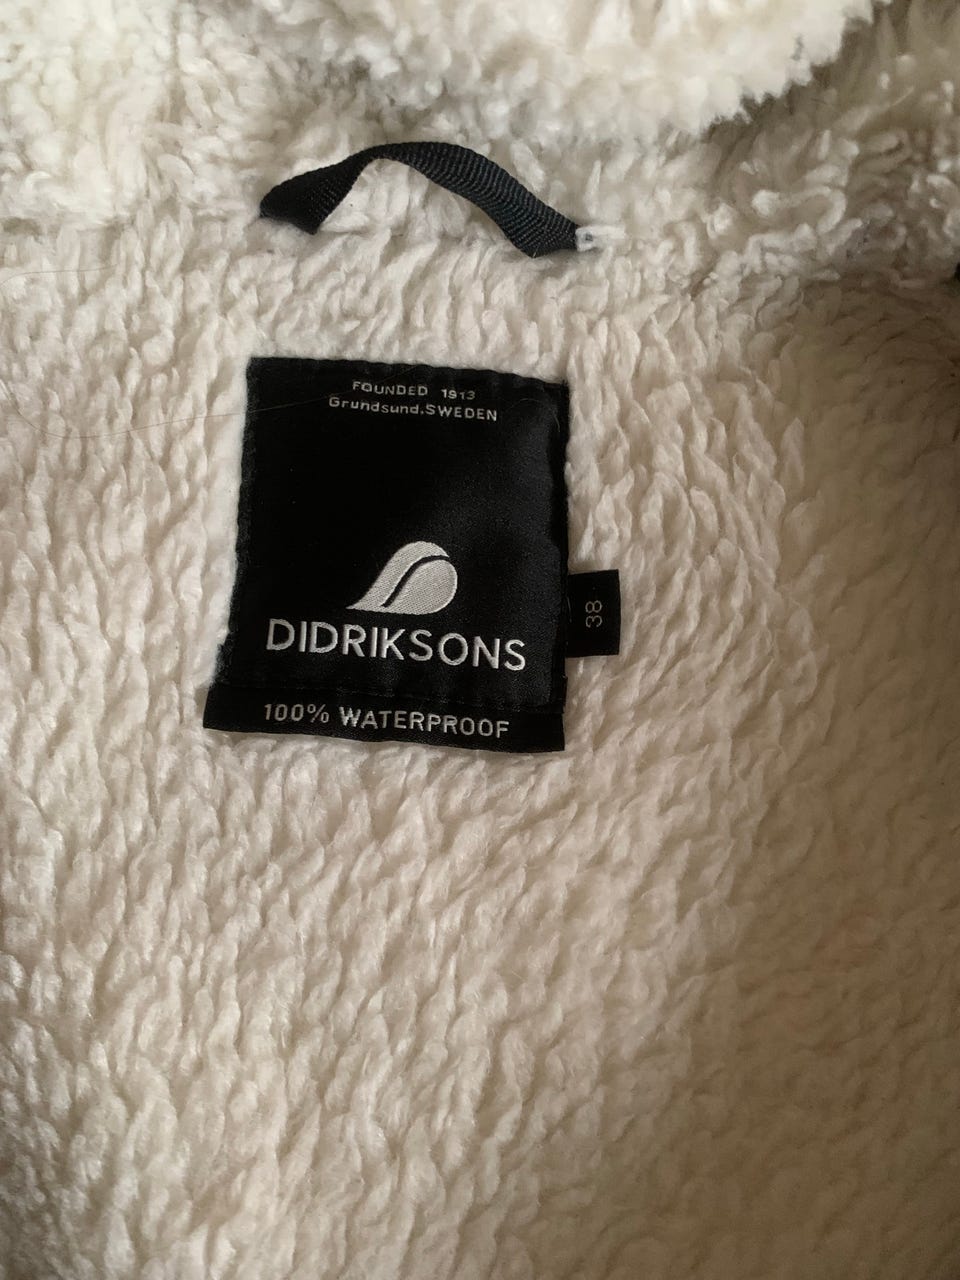 FOUNDED 1913
Grundsund.SWEDEN
DIDRIKSONS
38
100% WATERPROOF